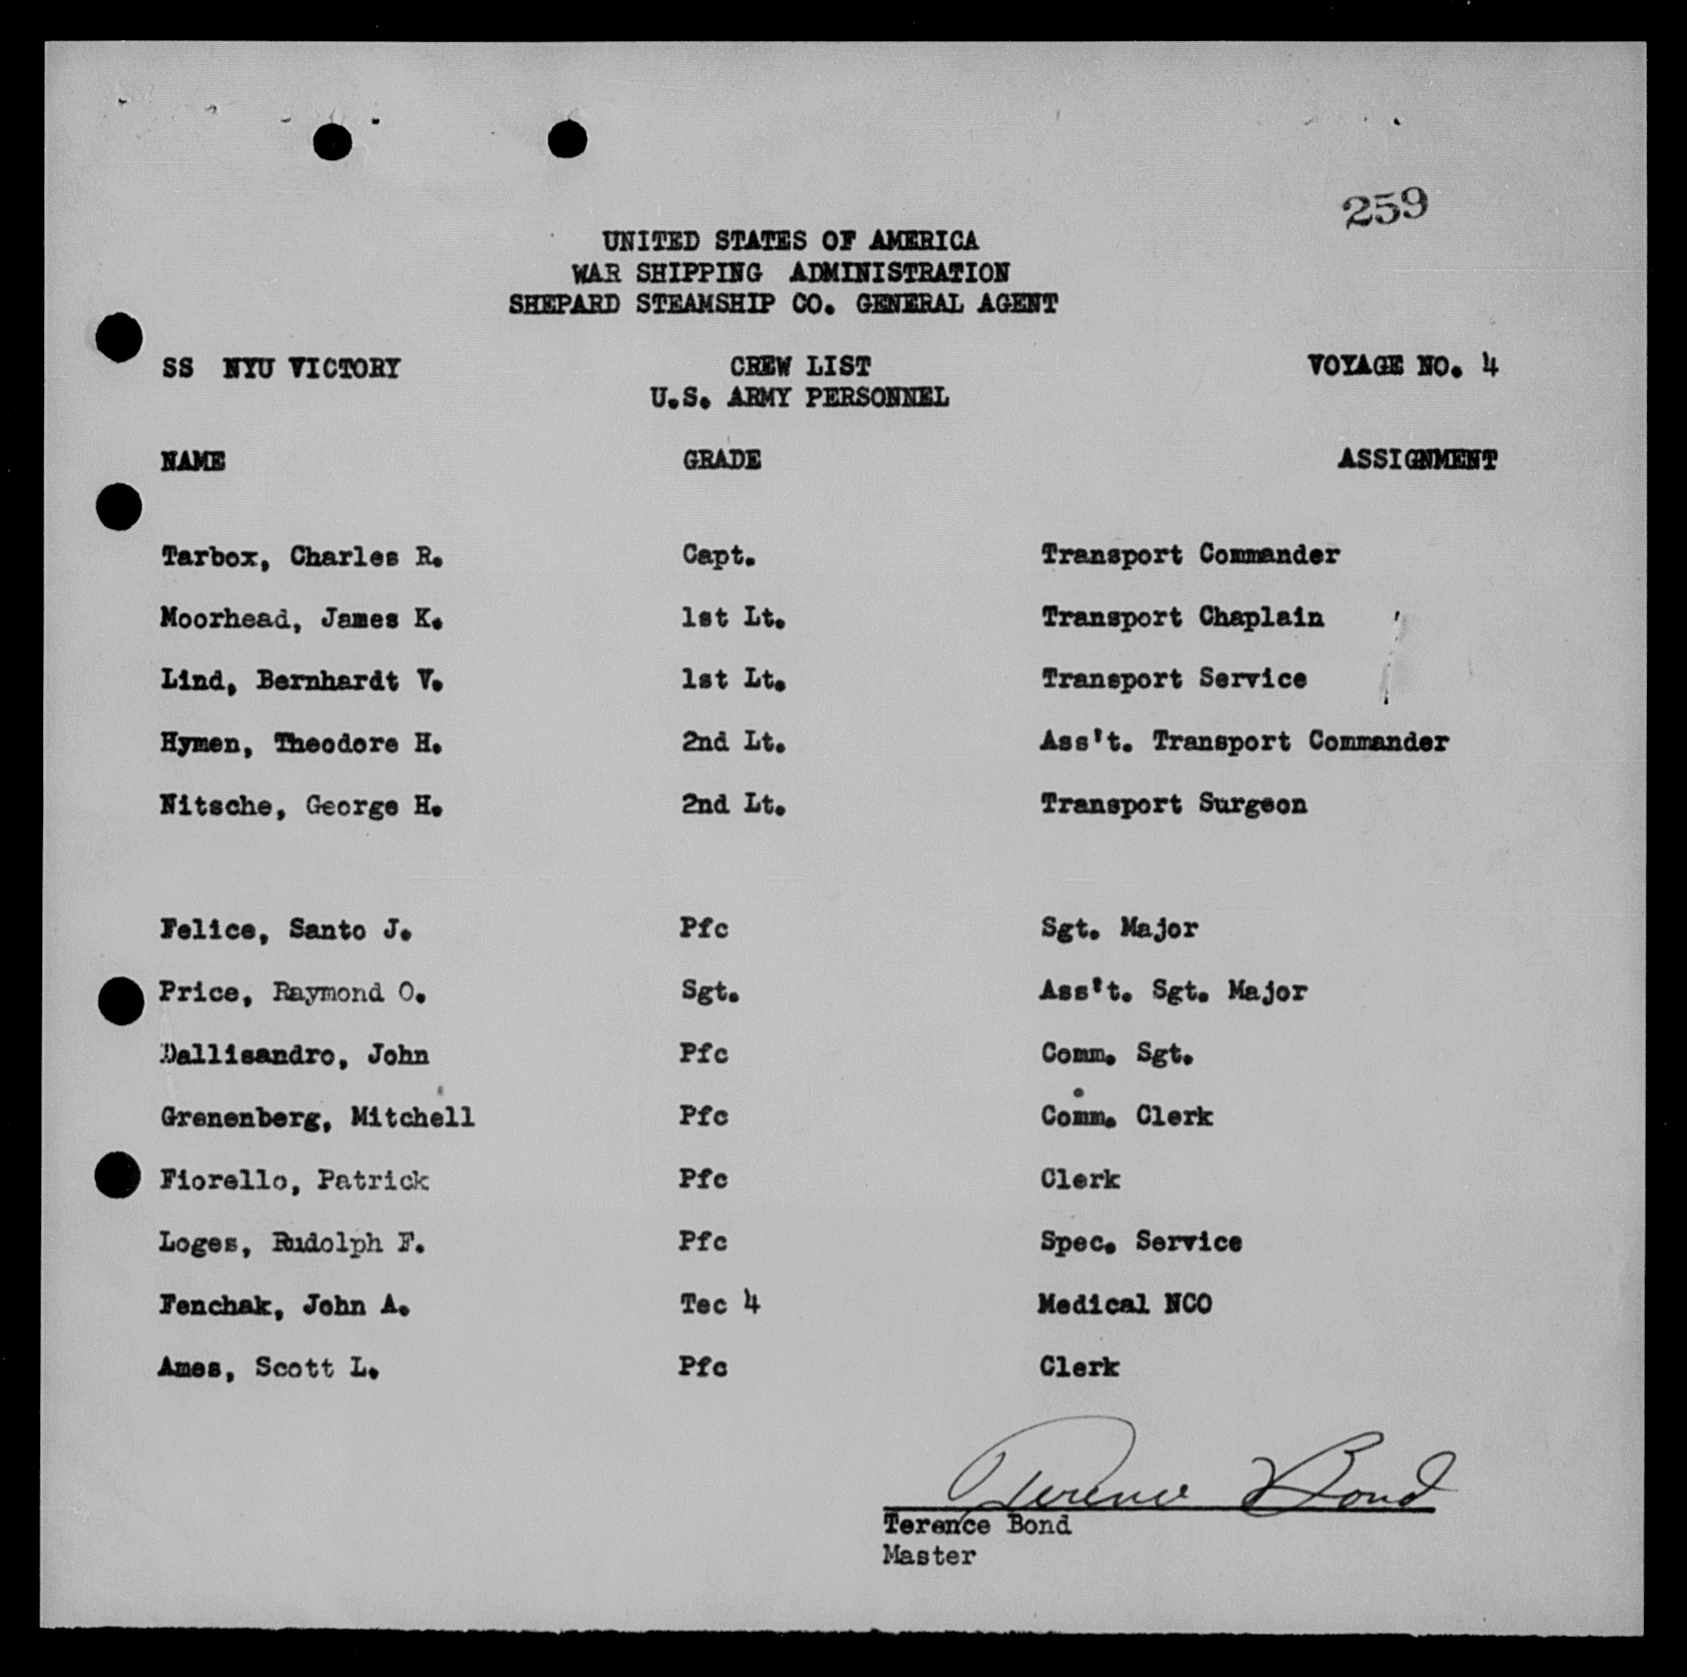 259
UNITED STATES OF AMERICA
WAR SHIPPING ADMINISTRATION
SHEPARD STEAMSHIP CO. GENERAL AGENT
SS NYU VICTORY CREW LIST VOYAGE NO. 4
U.S. ARMY PERSONNEL
NAME GRADE ASSIGNMENT
Tarbox, Charles R. Capt. Transport Commander
Moorhead, James K. 1st Lt. Transport Chaplain
Lind, Bernhardt V. 1st Lt. Transport Service
Hymen, Theodore H. 2nd Lt. Ass't. Transport Commander
Nitsche, George H. 2nd Lt. Transport Surgeon
Felice, Santo J. Pfc Sgt. Major
Price, Raymond O. Sgt. Ass't. Sgt. Major
Dallisandro, John Pfc Comm. Sgt.
Grenenberg, Mitchell Pfc Comm. Clerk
Fiorello, Patrick Pfc Clerk
Loges, Rudolph F. Pfc Spec. Service
Fenchak, John A. Tec 4 Medical NCO
Ames, Scott L. Pfc Clerk
Terence Bond
Terence Bond
Master